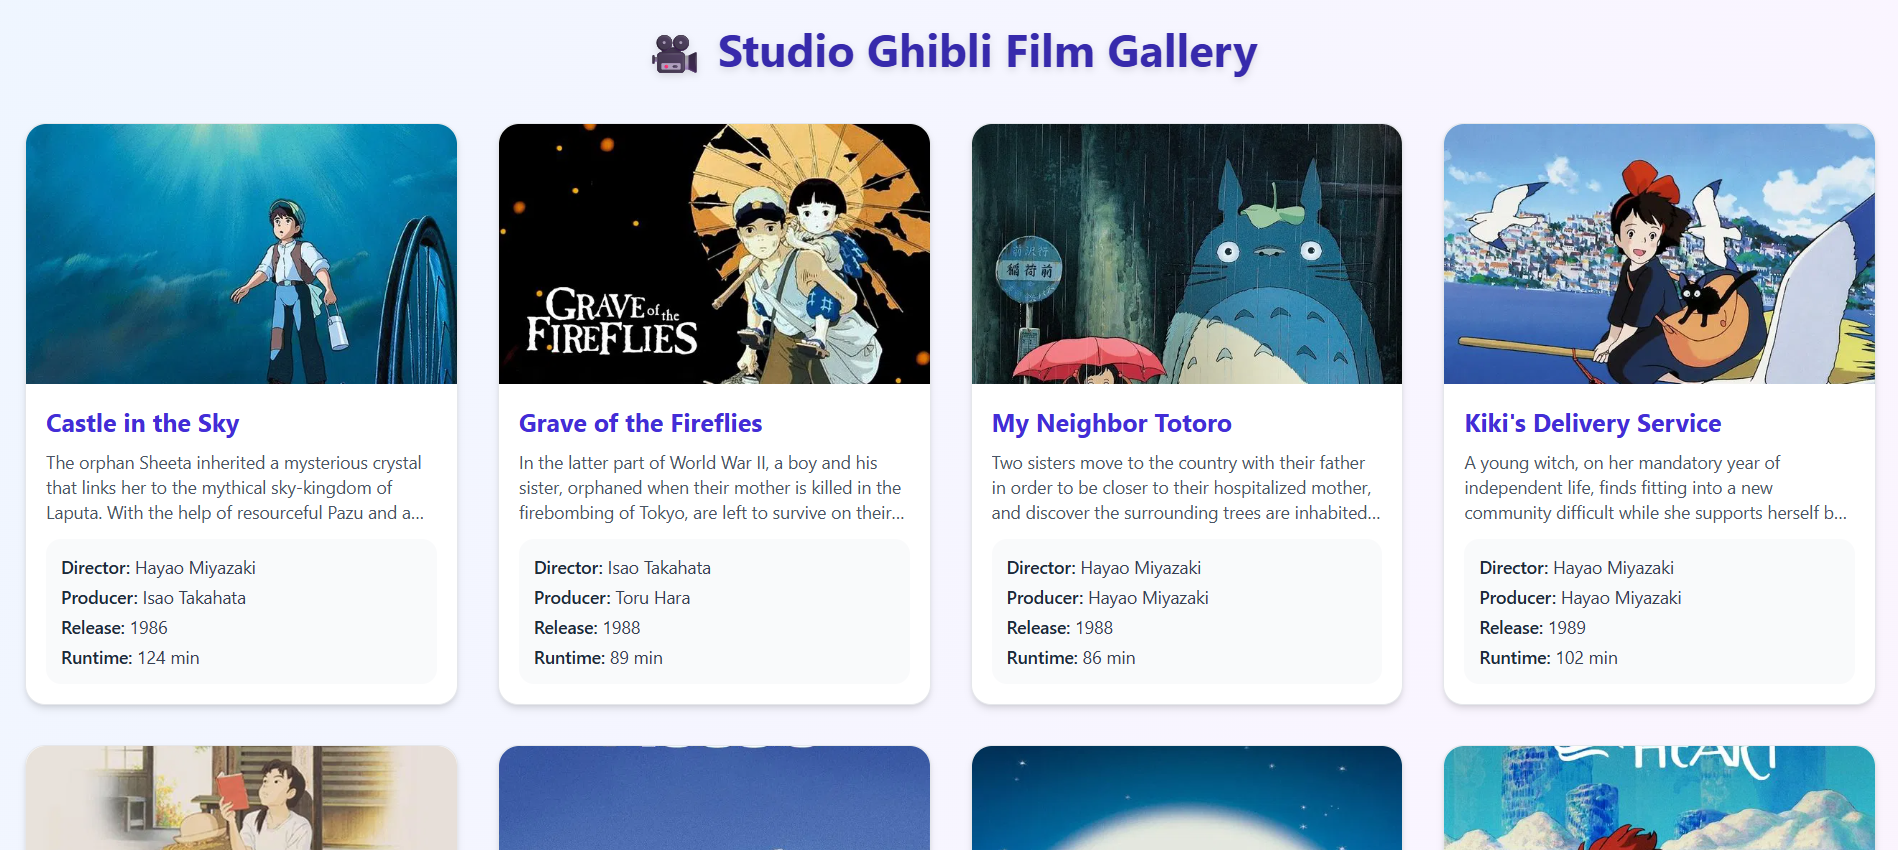 Studio Ghibli Film Gallery
GRAVE of the
FIREFLIES
稲荷前
Castle in the Sky
The orphan Sheeta inherited a mysterious crystal
that links her to the mythical sky-kingdom of
Laputa. With the help of resourceful Pazu and a...
Director: Hayao Miyazaki
Producer: Isao Takahata
Release: 1986
Runtime: 124 min
Grave of the Fireflies
In the latter part of World War II, a boy and his
sister, orphaned when their mother is killed in the
firebombing of Tokyo, are left to survive on their...
Director: Isao Takahata
Producer: Toru Hara
Release: 1988
Runtime: 89 min
My Neighbor Totoro
Two sisters move to the country with their father
in order to be closer to their hospitalized mother,
and discover the surrounding trees are inhabited...
Director: Hayao Miyazaki
Producer: Hayao Miyazaki
Release: 1988
Runtime: 86 min
Kiki's Delivery Service
A young witch, on her mandatory year of
independent life, finds fitting into a new
community difficult while she supports herself b...
Director: Hayao Miyazaki
Producer: Hayao Miyazaki
Release: 1989
Runtime: 102 min
HEART